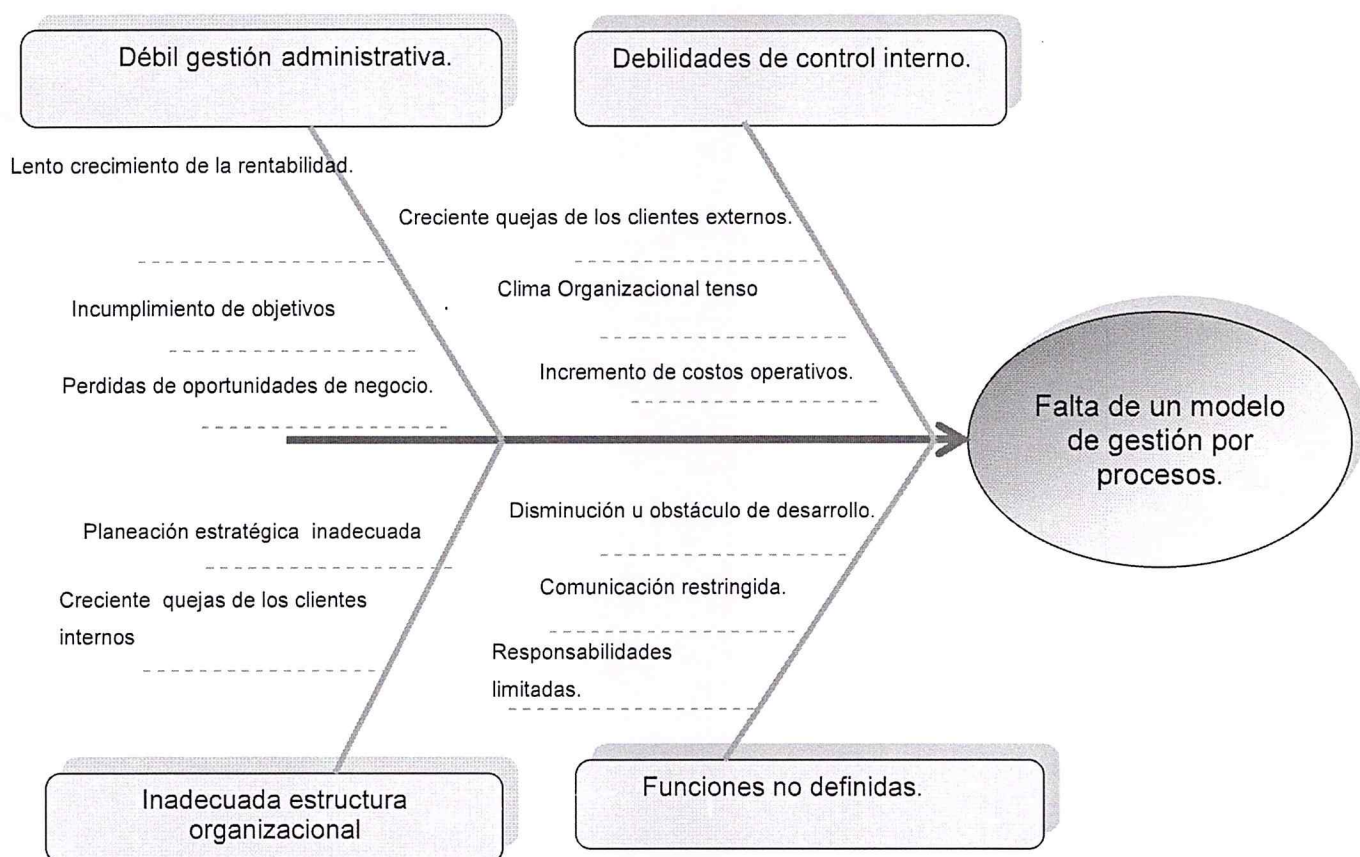 Débil gestión administrativa.
Debilidades de control interno.
Lento crecimiento de la rentabilidad.
Creciente quejas de los clientes externos.
Incumplimiento de objetivos
Clima Organizacional tenso
Perdidas de oportunidades de negocio.
Incremento de costos operativos.
Falta de un modelo
de gestión por
procesos.
Planeación estratégica  inadecuada
Creciente  quejas de los clientes
internos
Disminución u obstáculo de desarrollo.
Comunicación restringida.
Responsabilidades
limitadas.
Inadecuada estructura
organizacional
Funciones no definidas.